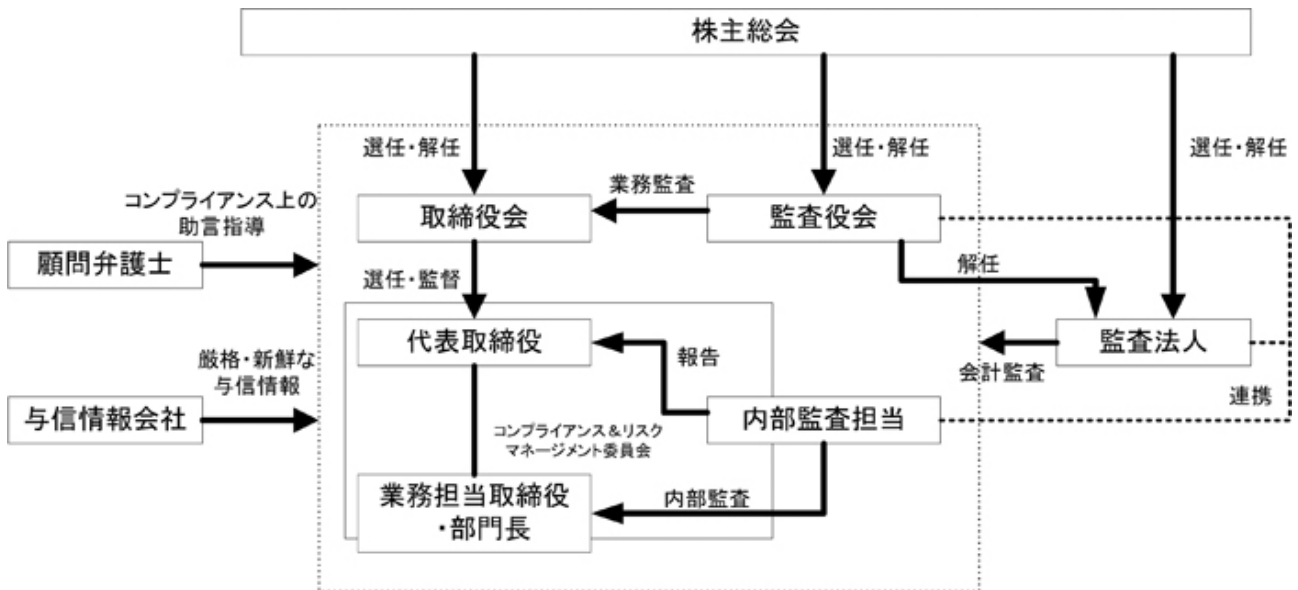 株主総会
選任・解任
選任・解任
選任・解任
コンプライアンス上の
助言指導
業務監査
取締役会
監査役会
顧問弁護士
選任・監督
解任
代表取締役
報告
監査法人
会計監査
厳格・新鮮な
与信情報
連携
与信情報会社
内部監査担当
コンプライアンス&リスク
マネージメント委員会
業務担当取締役
・部門長
内部監査